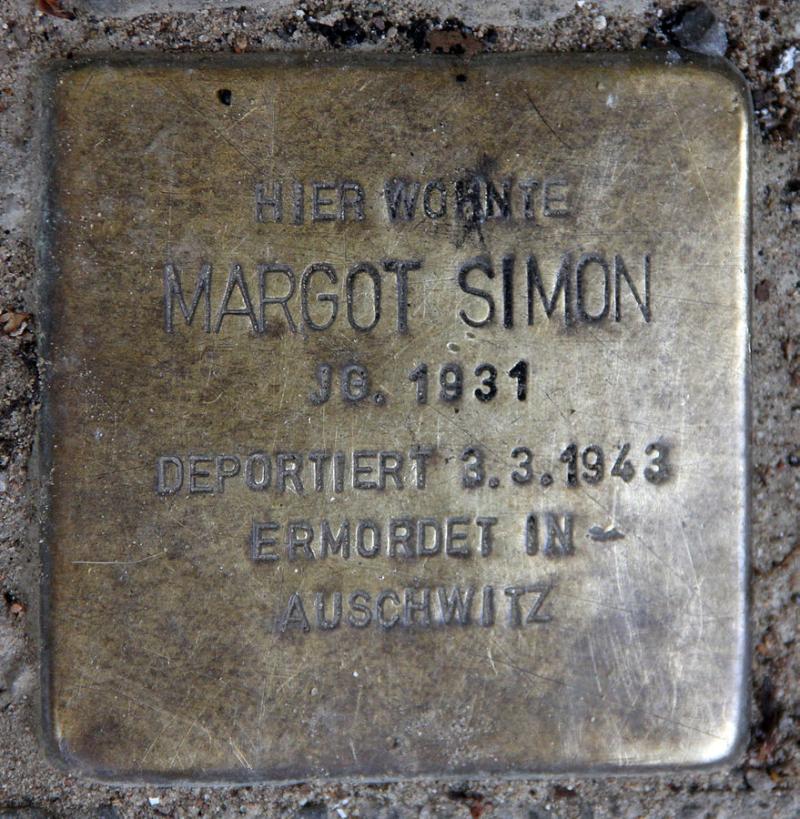 HIER WOHNTE
MARGOT SIMON
JG. 1931
DEPORTIERT 3.3.1943
ERMORDET IN
AUSCHWITZ